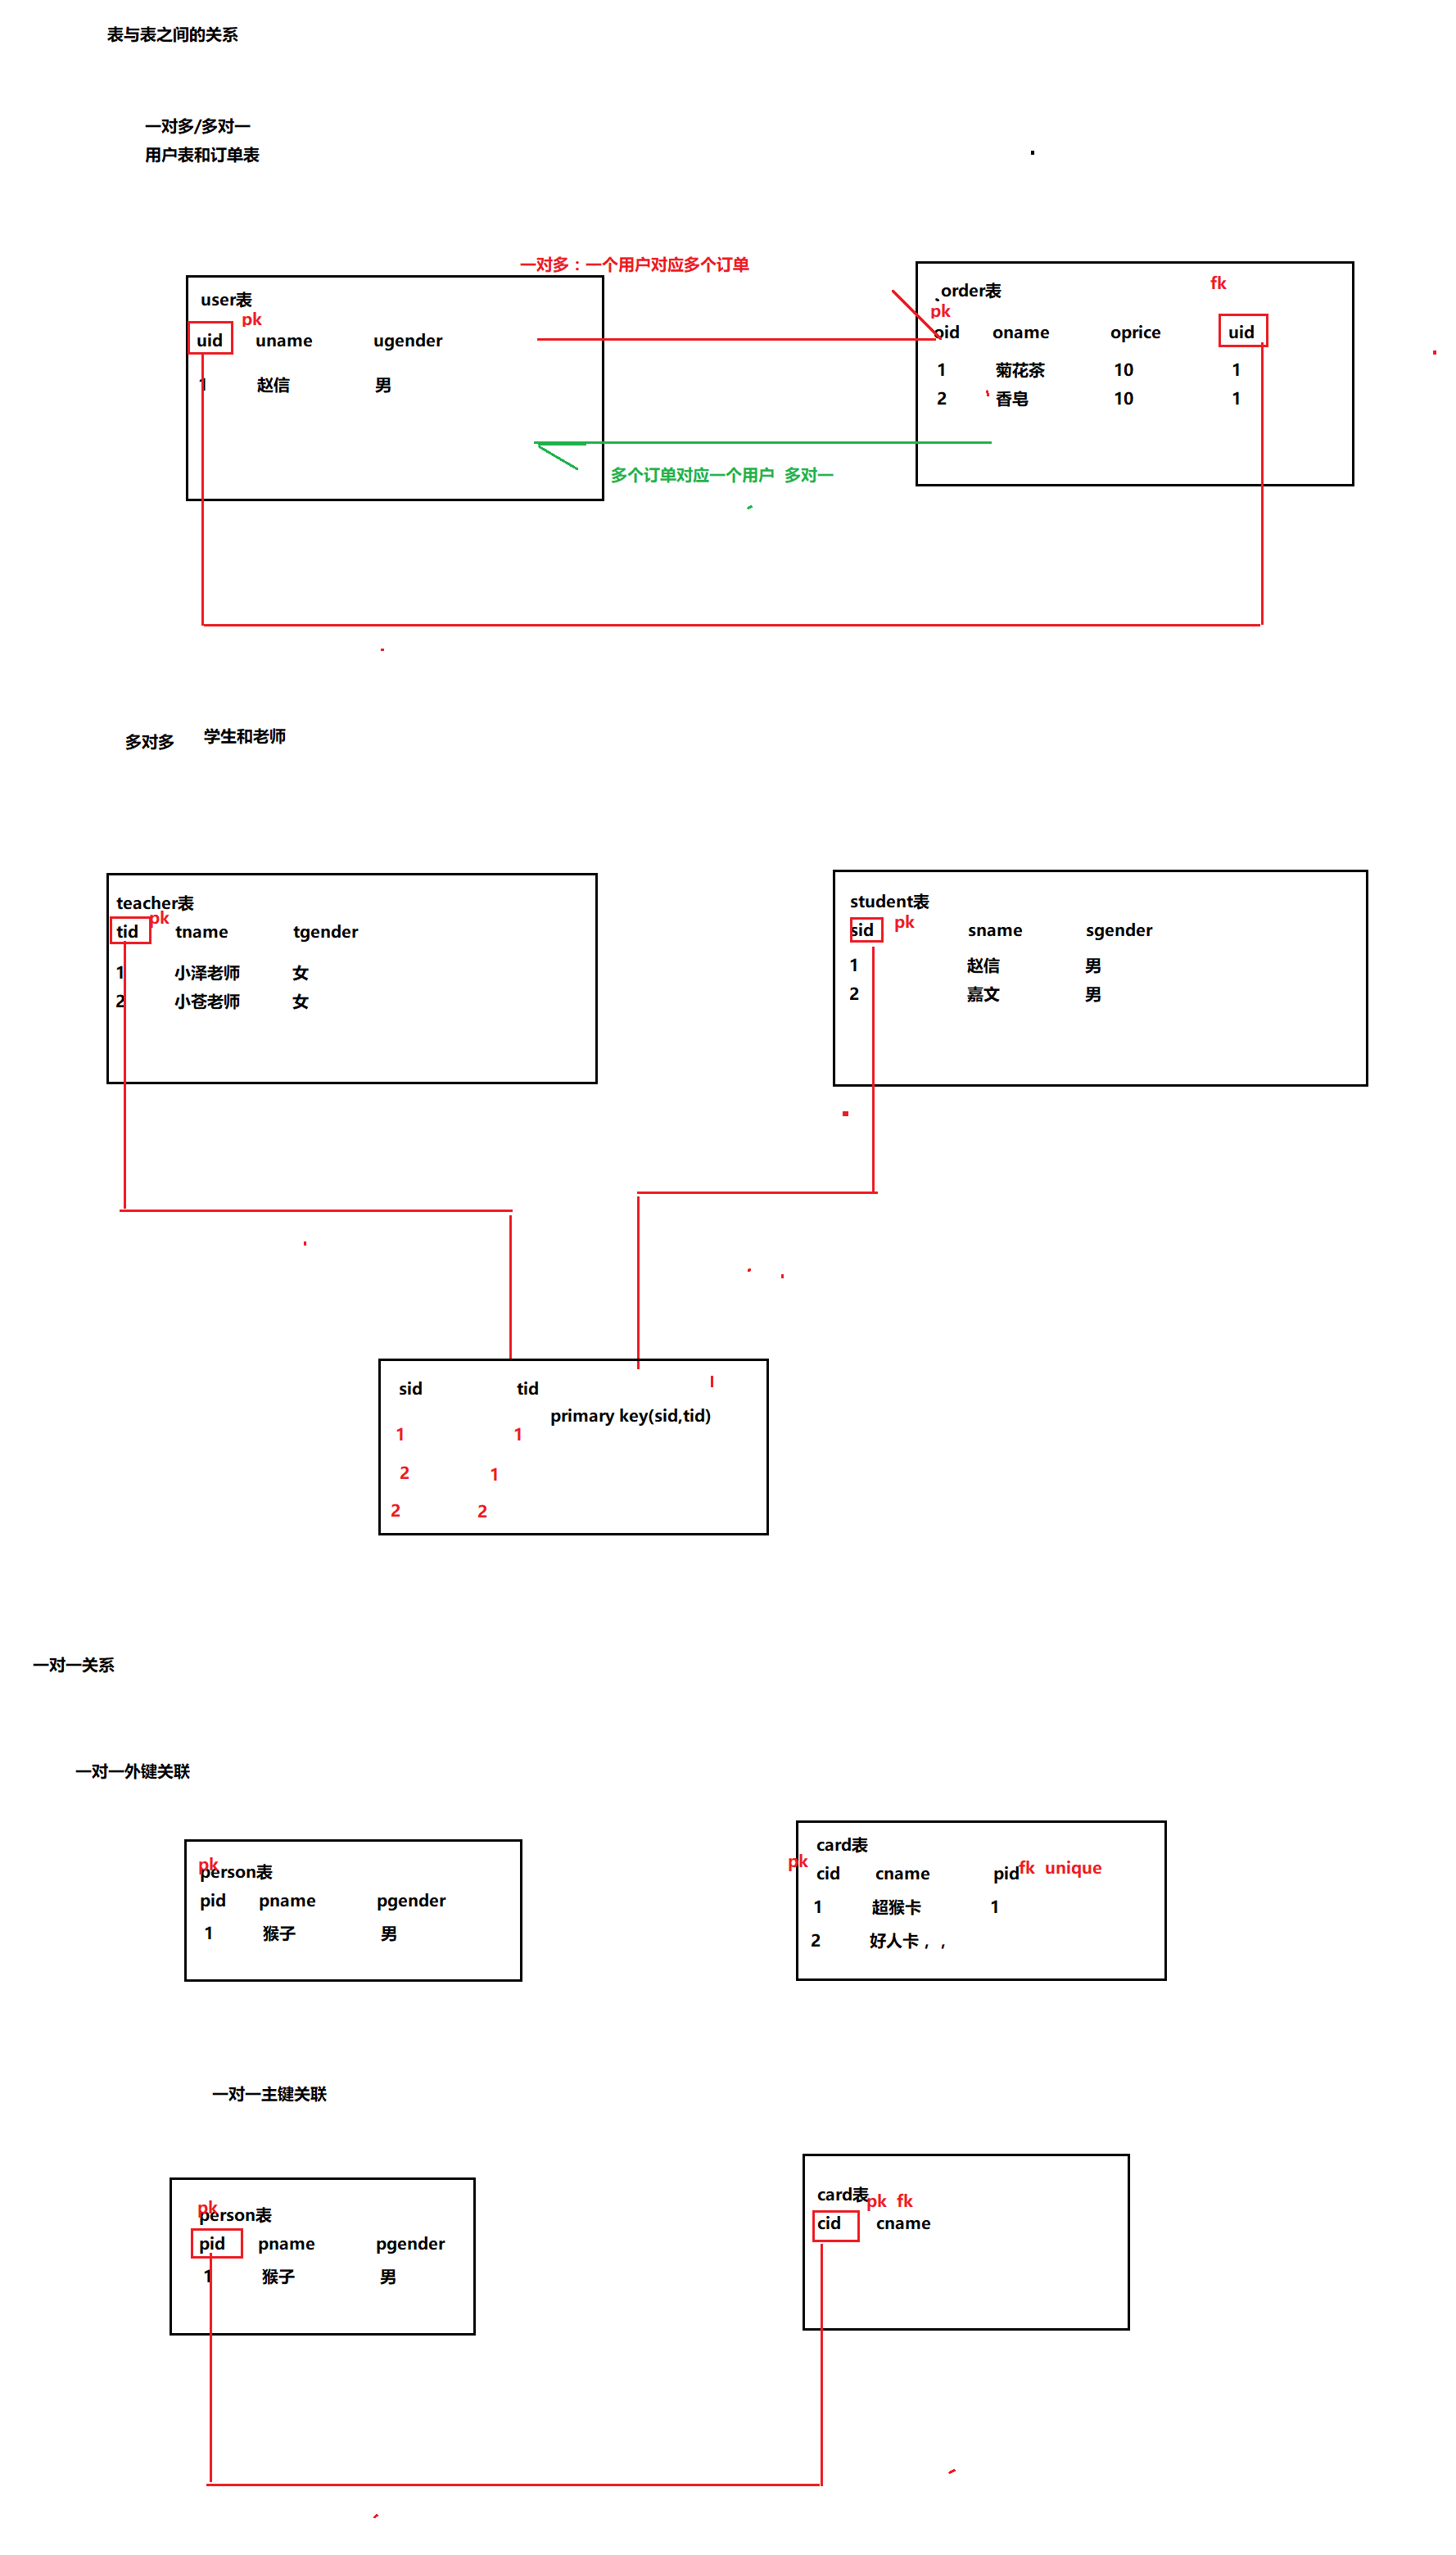 表与表之间的关系
一对多/多对一
用户表和订单表
一对多：一个用户对应多个订单
user表
pk
uid uname ugender
1 赵信 男
order表 fk
pk
oid oname oprice uid
1 菊花茶 10 1
2 香皂 10 1
多个订单对应一个用户 多对一
多对多 学生和老师
teacher表
pk
tid tname tgender
1 小泽老师 女
2 小苍老师 女
student表
sid pk sname sgender
1 赵信 男
2 嘉文 男
sid tid
primary key(sid,tid)
1 1
2 1
2 2
一对一关系
一对一外键关联
pk
person表
pid pname pgender
1 猴子 男
card表
pk
cid cname pid fk unique
1 超猴卡 1
2 好人卡，，
一对一主键关联
pk
person表
pid pname pgender
1 猴子 男
card表
pk fk
cid cname